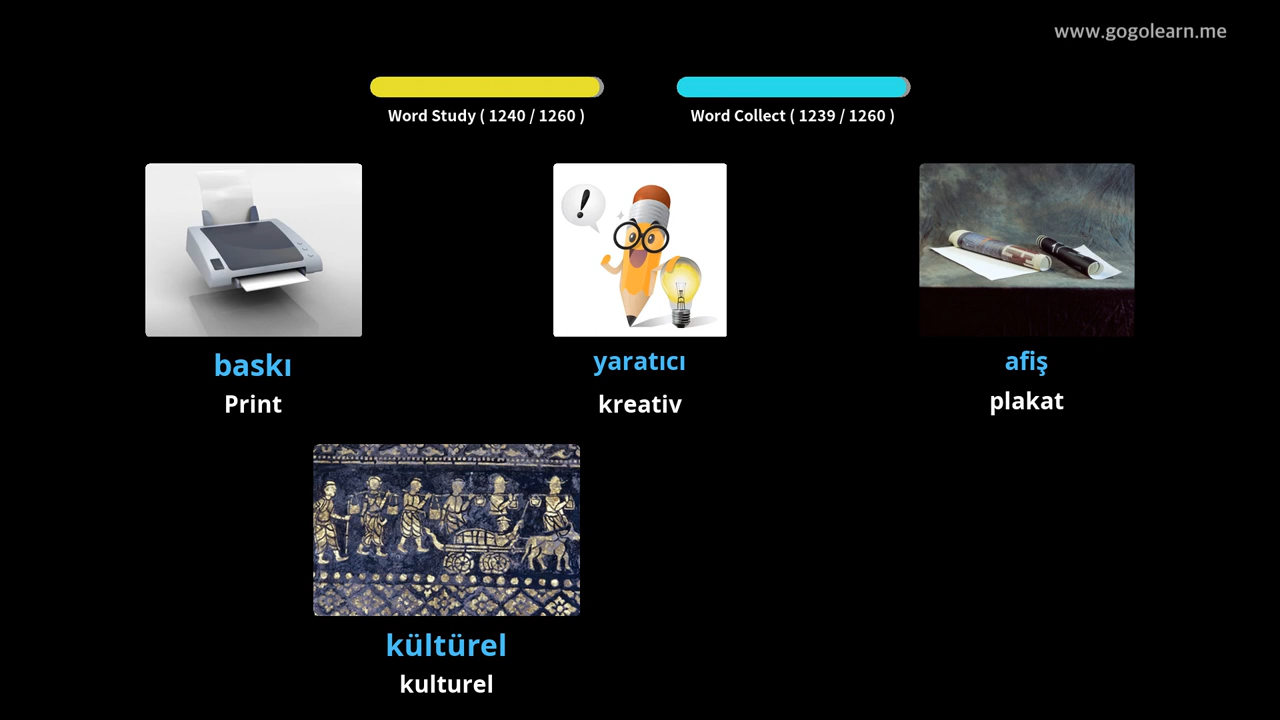 www.gogolearn.me
Word Study ( 1240 / 1260 )
Word Collect ( 1239 / 1260 )
baskı
Print
yaratıcı
kreativ
afiş
plakat
kültürel
kulturel